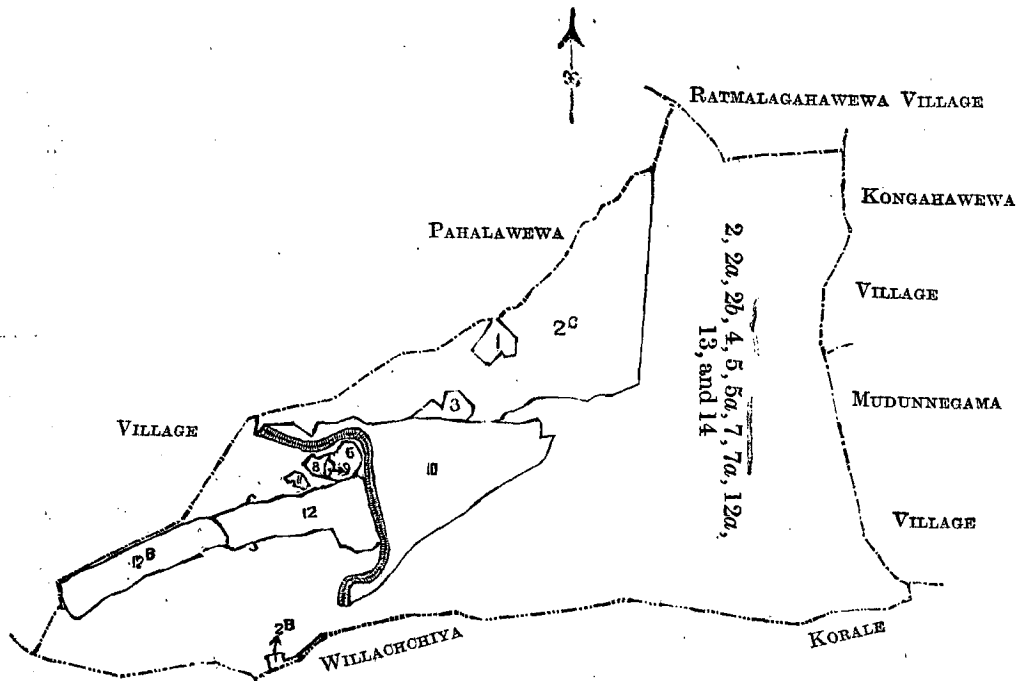 RATMALAGAHAWEWA VILLAGE
KONGAHAWEWA
PAHALAWEWA
2, 2a, 2b, 4, 5, 5a, 7, 7a, 12a,
13, and 14
VILLAGE
2C
1
MUDUNNEGAMA
3
VILLAGE
6
8
9
10
11
12
VILLAGE
12B
2B
WILLACHCHIYA
KORALE